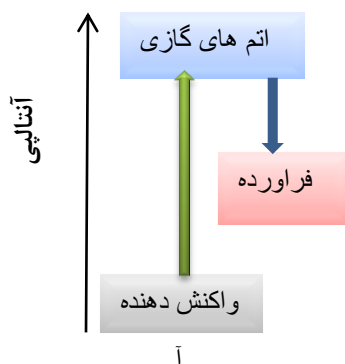 اتم های گازی
آنتالپی
فراورده
واکنش دهنده
آ